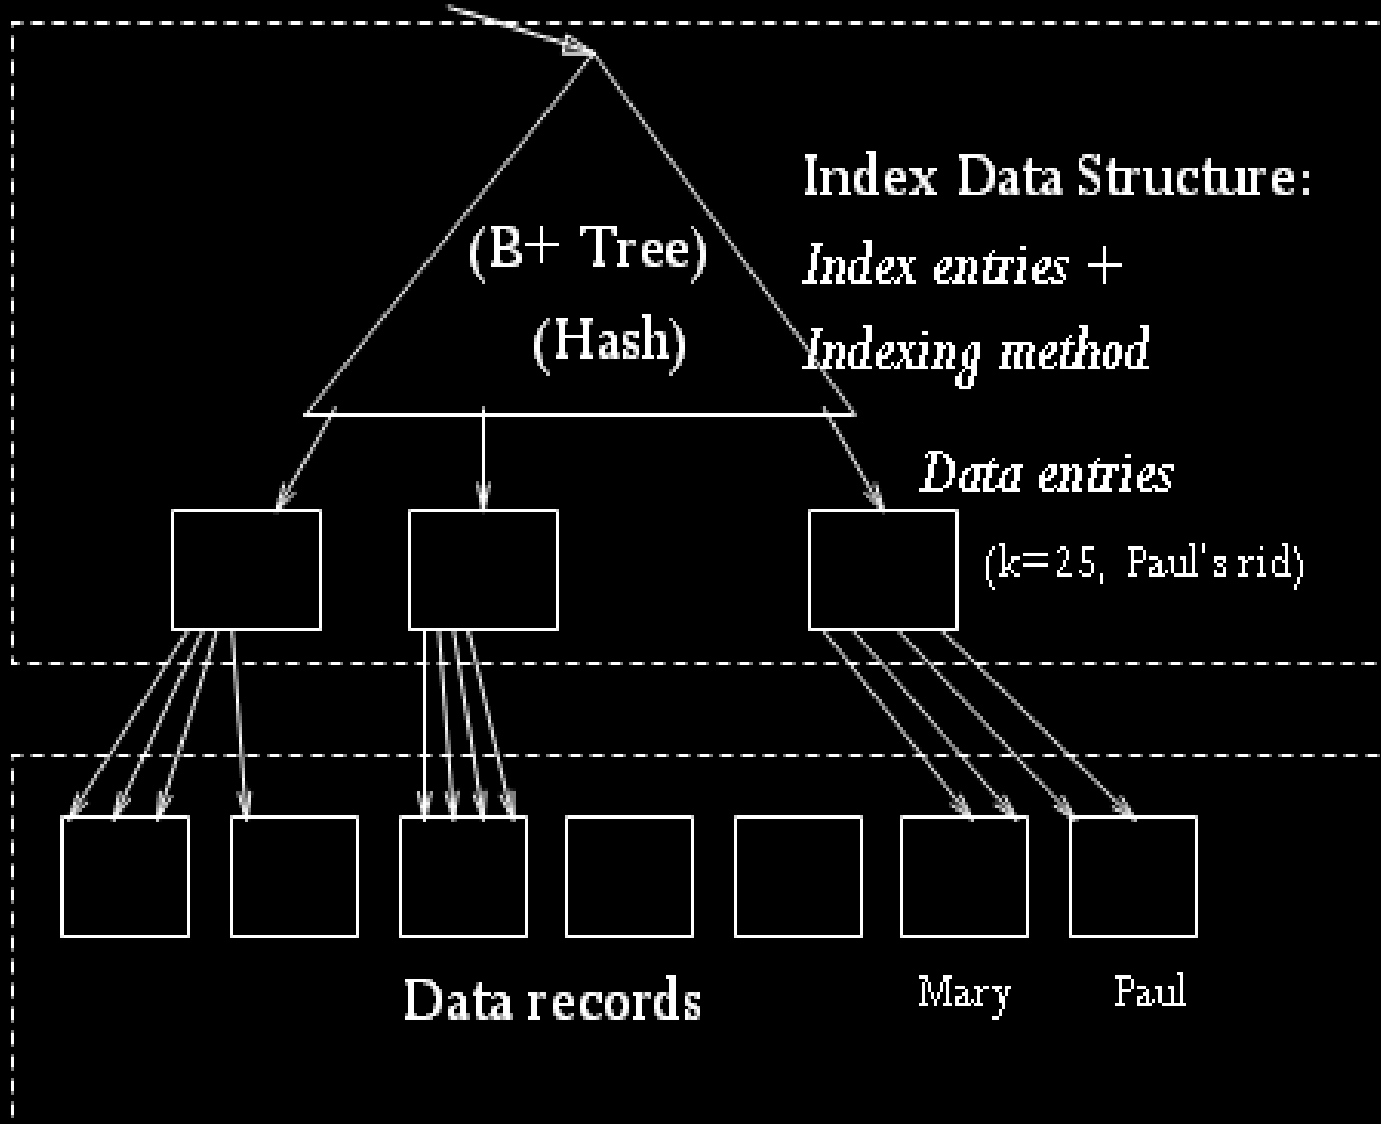 Index Data Structure:
(B+ Tree)
Index entries +
(Hash)
Indexing method
Data entries
(k=25, Paul's rid)
Data records
Mary
Paul